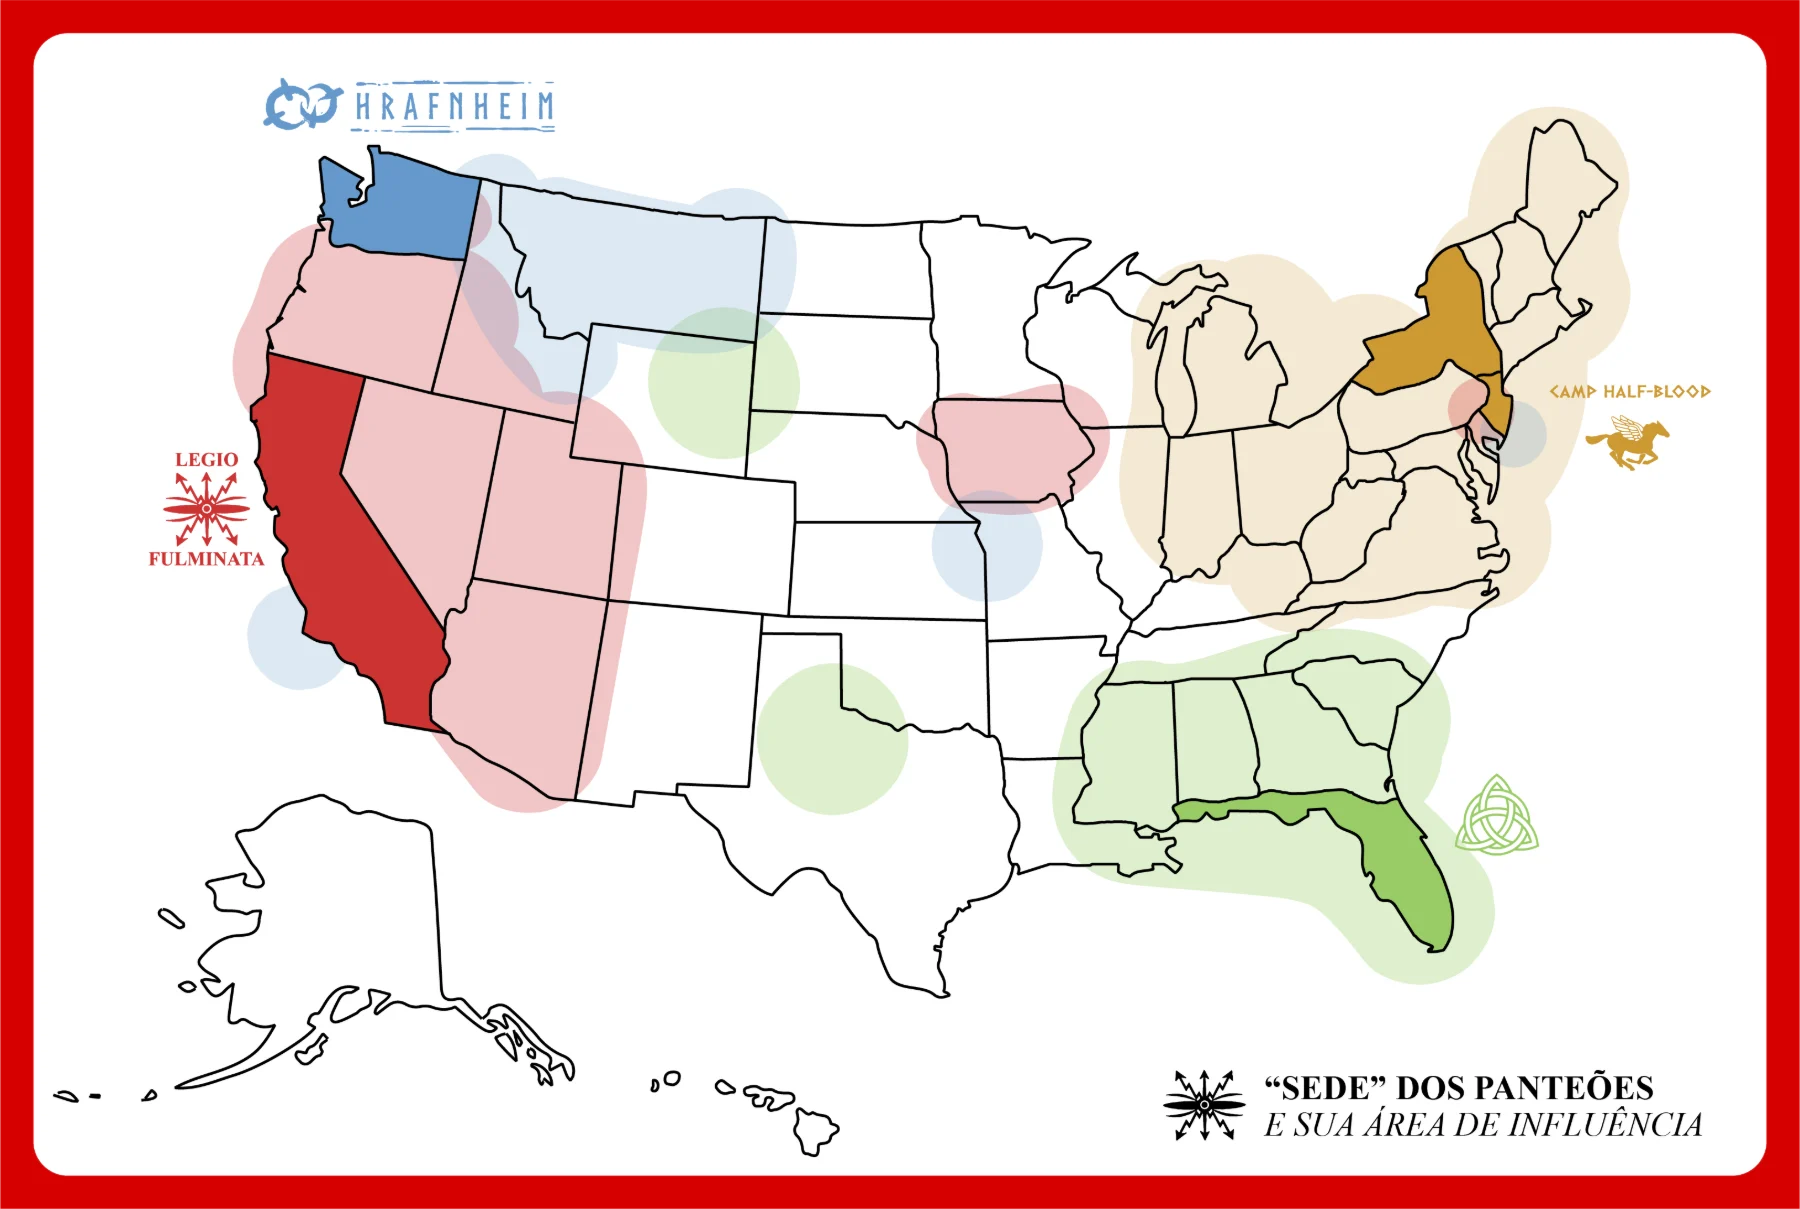 HRAFNHEIM
CAMP HALF-BLOOD
LEGIO
FULMINATA
“SEDE” DOS PANTEÕES
E SUA ÁREA DE INFLUÊNCIA